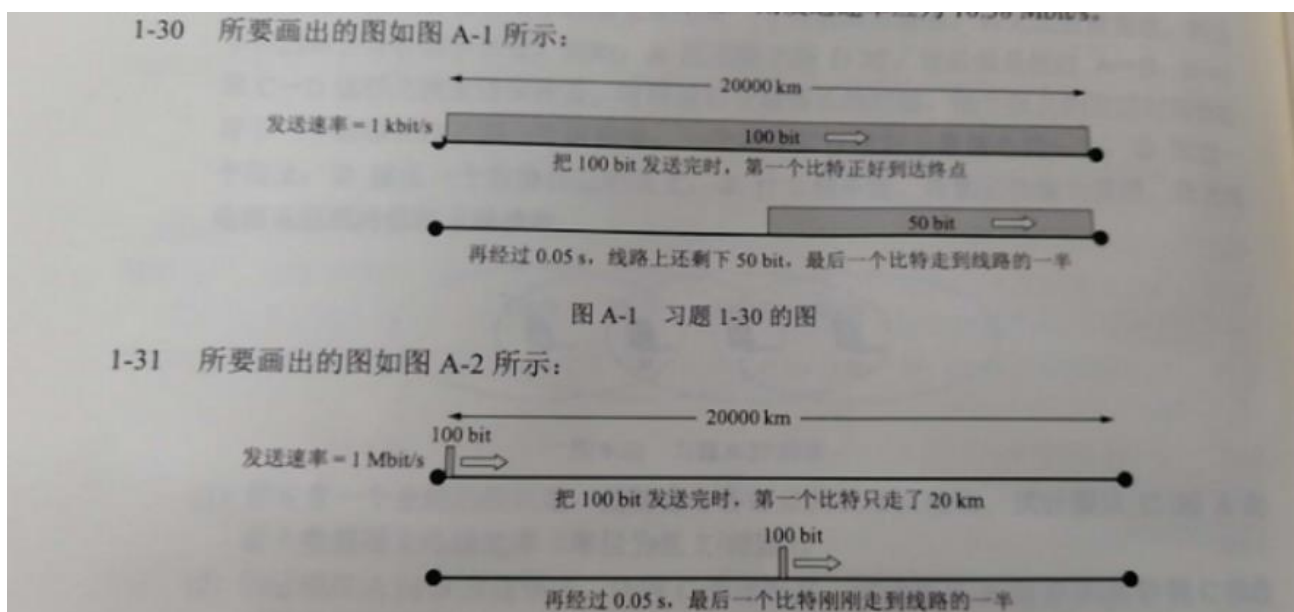 1-30 所要画出的图如图 A-1 所示：
20000 km
发送速率 = 1 kbit/s
100 bit
把 100 bit 发送完时，第一个比特正好到达终点
50 bit
再经过 0.05 s，线路上还剩下 50 bit，最后一个比特走到线路的一半
图 A-1 习题 1-30 的图
1-31 所要画出的图如图 A-2 所示：
20000 km
100 bit
发送速率 = 1 Mbit/s
把 100 bit 发送完时，第一个比特只走了 20 km
100 bit
再经过 0.05 s，最后一个比特刚刚走到线路的一半